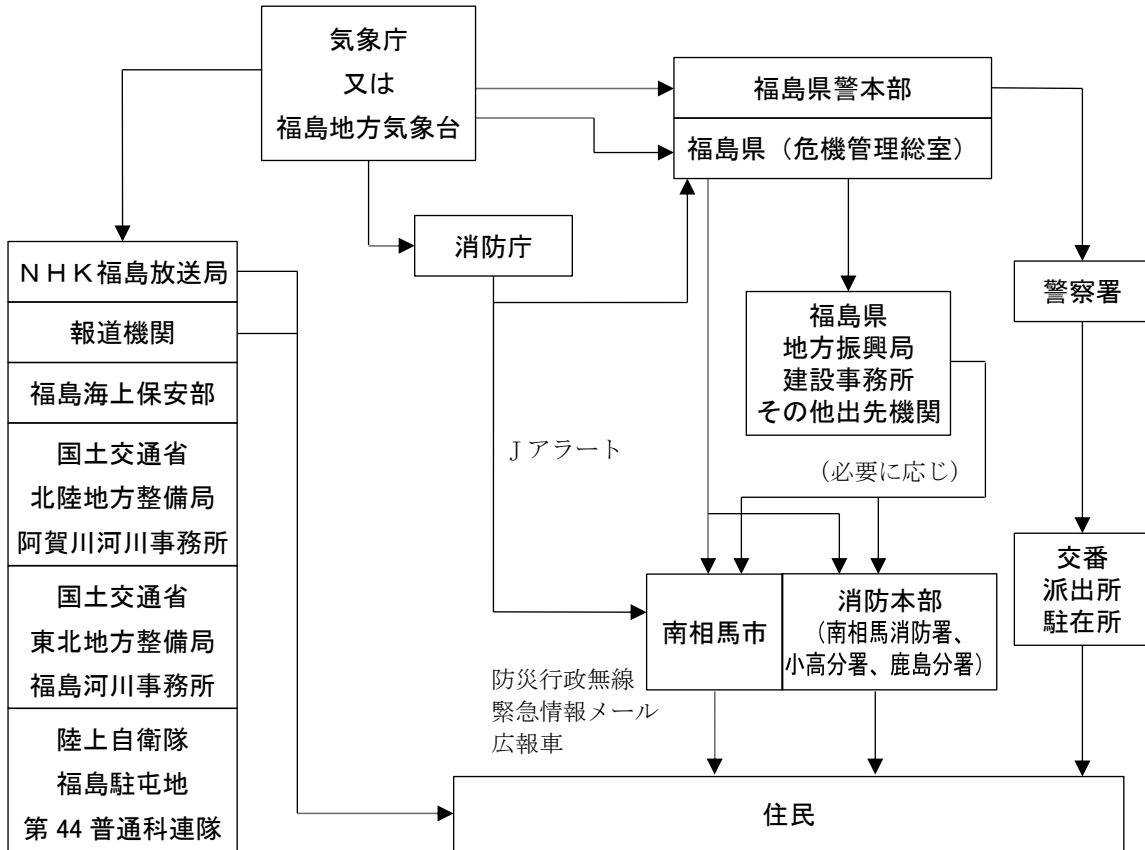 気象庁
又は
福島地方気象台
福島県警本部
福島県（危機管理総室）
消防庁
ＮＨＫ福島放送局
報道機関
福島海上保安部
国土交通省
北陸地方整備局
阿賀川河川事務所
国土交通省
東北地方整備局
福島河川事務所
陸上自衛隊
福島駐屯地
第 44 普通科連隊
警察署
福島県
地方振興局
建設事務所
その他出先機関
Ｊアラート
（必要に応じ）
南相馬市
消防本部
（南相馬消防署、
小高分署、鹿島分署）
交番
派出所
駐在所
防災行政無線
緊急情報メール
広報車
住民